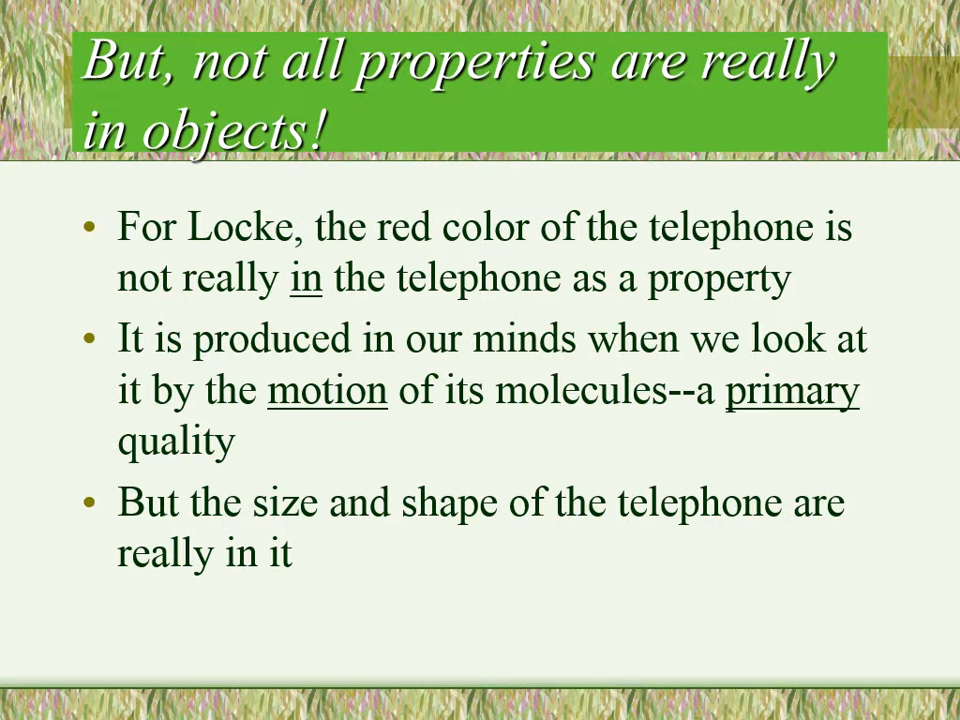 But, not all properties are really
in objects!
• For Locke, the red color of the telephone is
not really in the telephone as a property
• It is produced in our minds when we look at
it by the motion of its molecules--a primary
quality
• But the size and shape of the telephone are
really in it